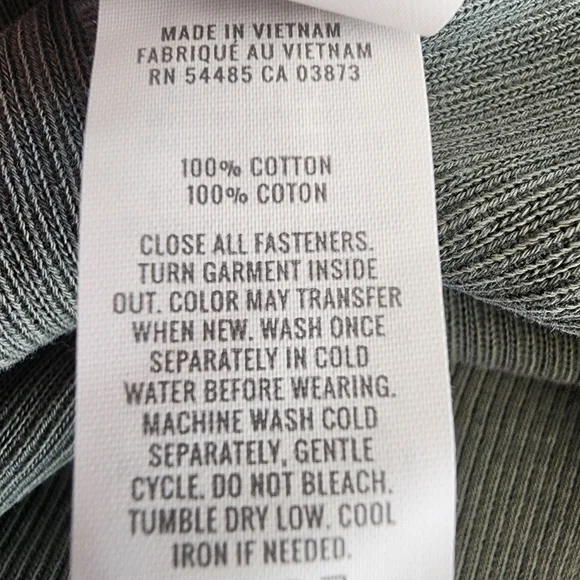 MADE IN VIETNAM
FABRIQUÉ AU VIETNAM
RN 54485 CA 03873
100% COTTON
100% COTON
CLOSE ALL FASTENERS.
TURN GARMENT INSIDE
OUT. COLOR MAY TRANSFER
WHEN NEW. WASH ONCE
SEPARATELY IN COLD
WATER BEFORE WEARING.
MACHINE WASH COLD
SEPARATELY, GENTLE
CYCLE. DO NOT BLEACH.
TUMBLE DRY LOW. COOL
IRON IF NEEDED.